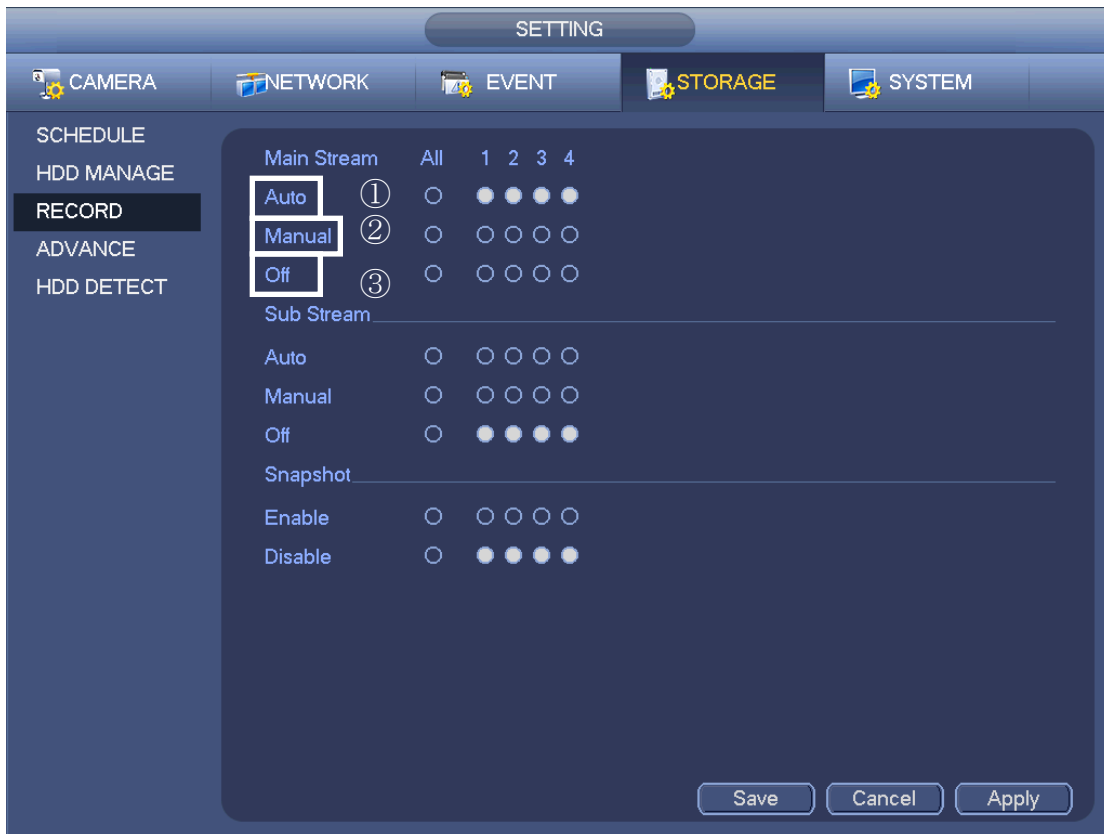 SETTING
CAMERA NETWORK EVENT STORAGE SYSTEM
SCHEDULE
HDD MANAGE
RECORD
ADVANCE
HDD DETECT
Main Stream All 1 2 3 4
Auto ①
Manual ②
Off ③
Sub Stream
Auto
Manual
Off
Snapshot
Enable
Disable
Save Cancel Apply